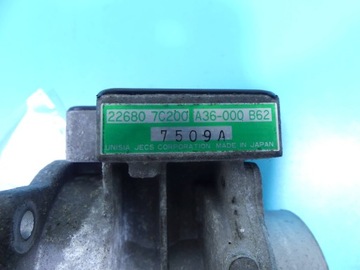 22680 7C200 A36-000 B62
7509A
UNISIA JECS CORPORATION MADE IN JAPAN